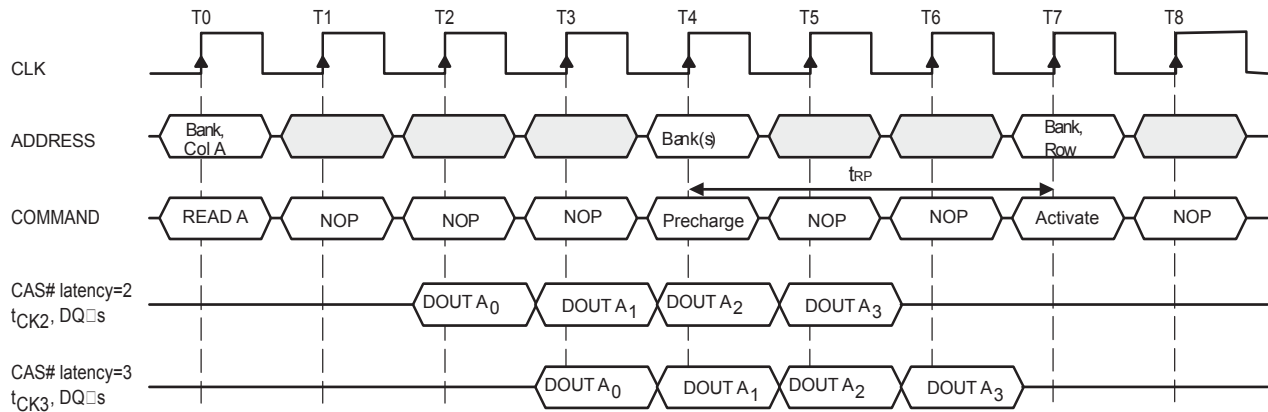 T0 T1 T2 T3 T4 T5 T6 T7 T8
CLK
ADDRESS
Bank,
Col A
Bank(s)
Bank,
Row
tRP
COMMAND
READ A NOP NOP NOP Precharge NOP NOP Activate NOP
CAS# latency=2
tCK2, DQ□s
DOUT A0 DOUT A1 DOUT A2 DOUT A3
CAS# latency=3
tCK3, DQ□s
DOUT A0 DOUT A1 DOUT A2 DOUT A3